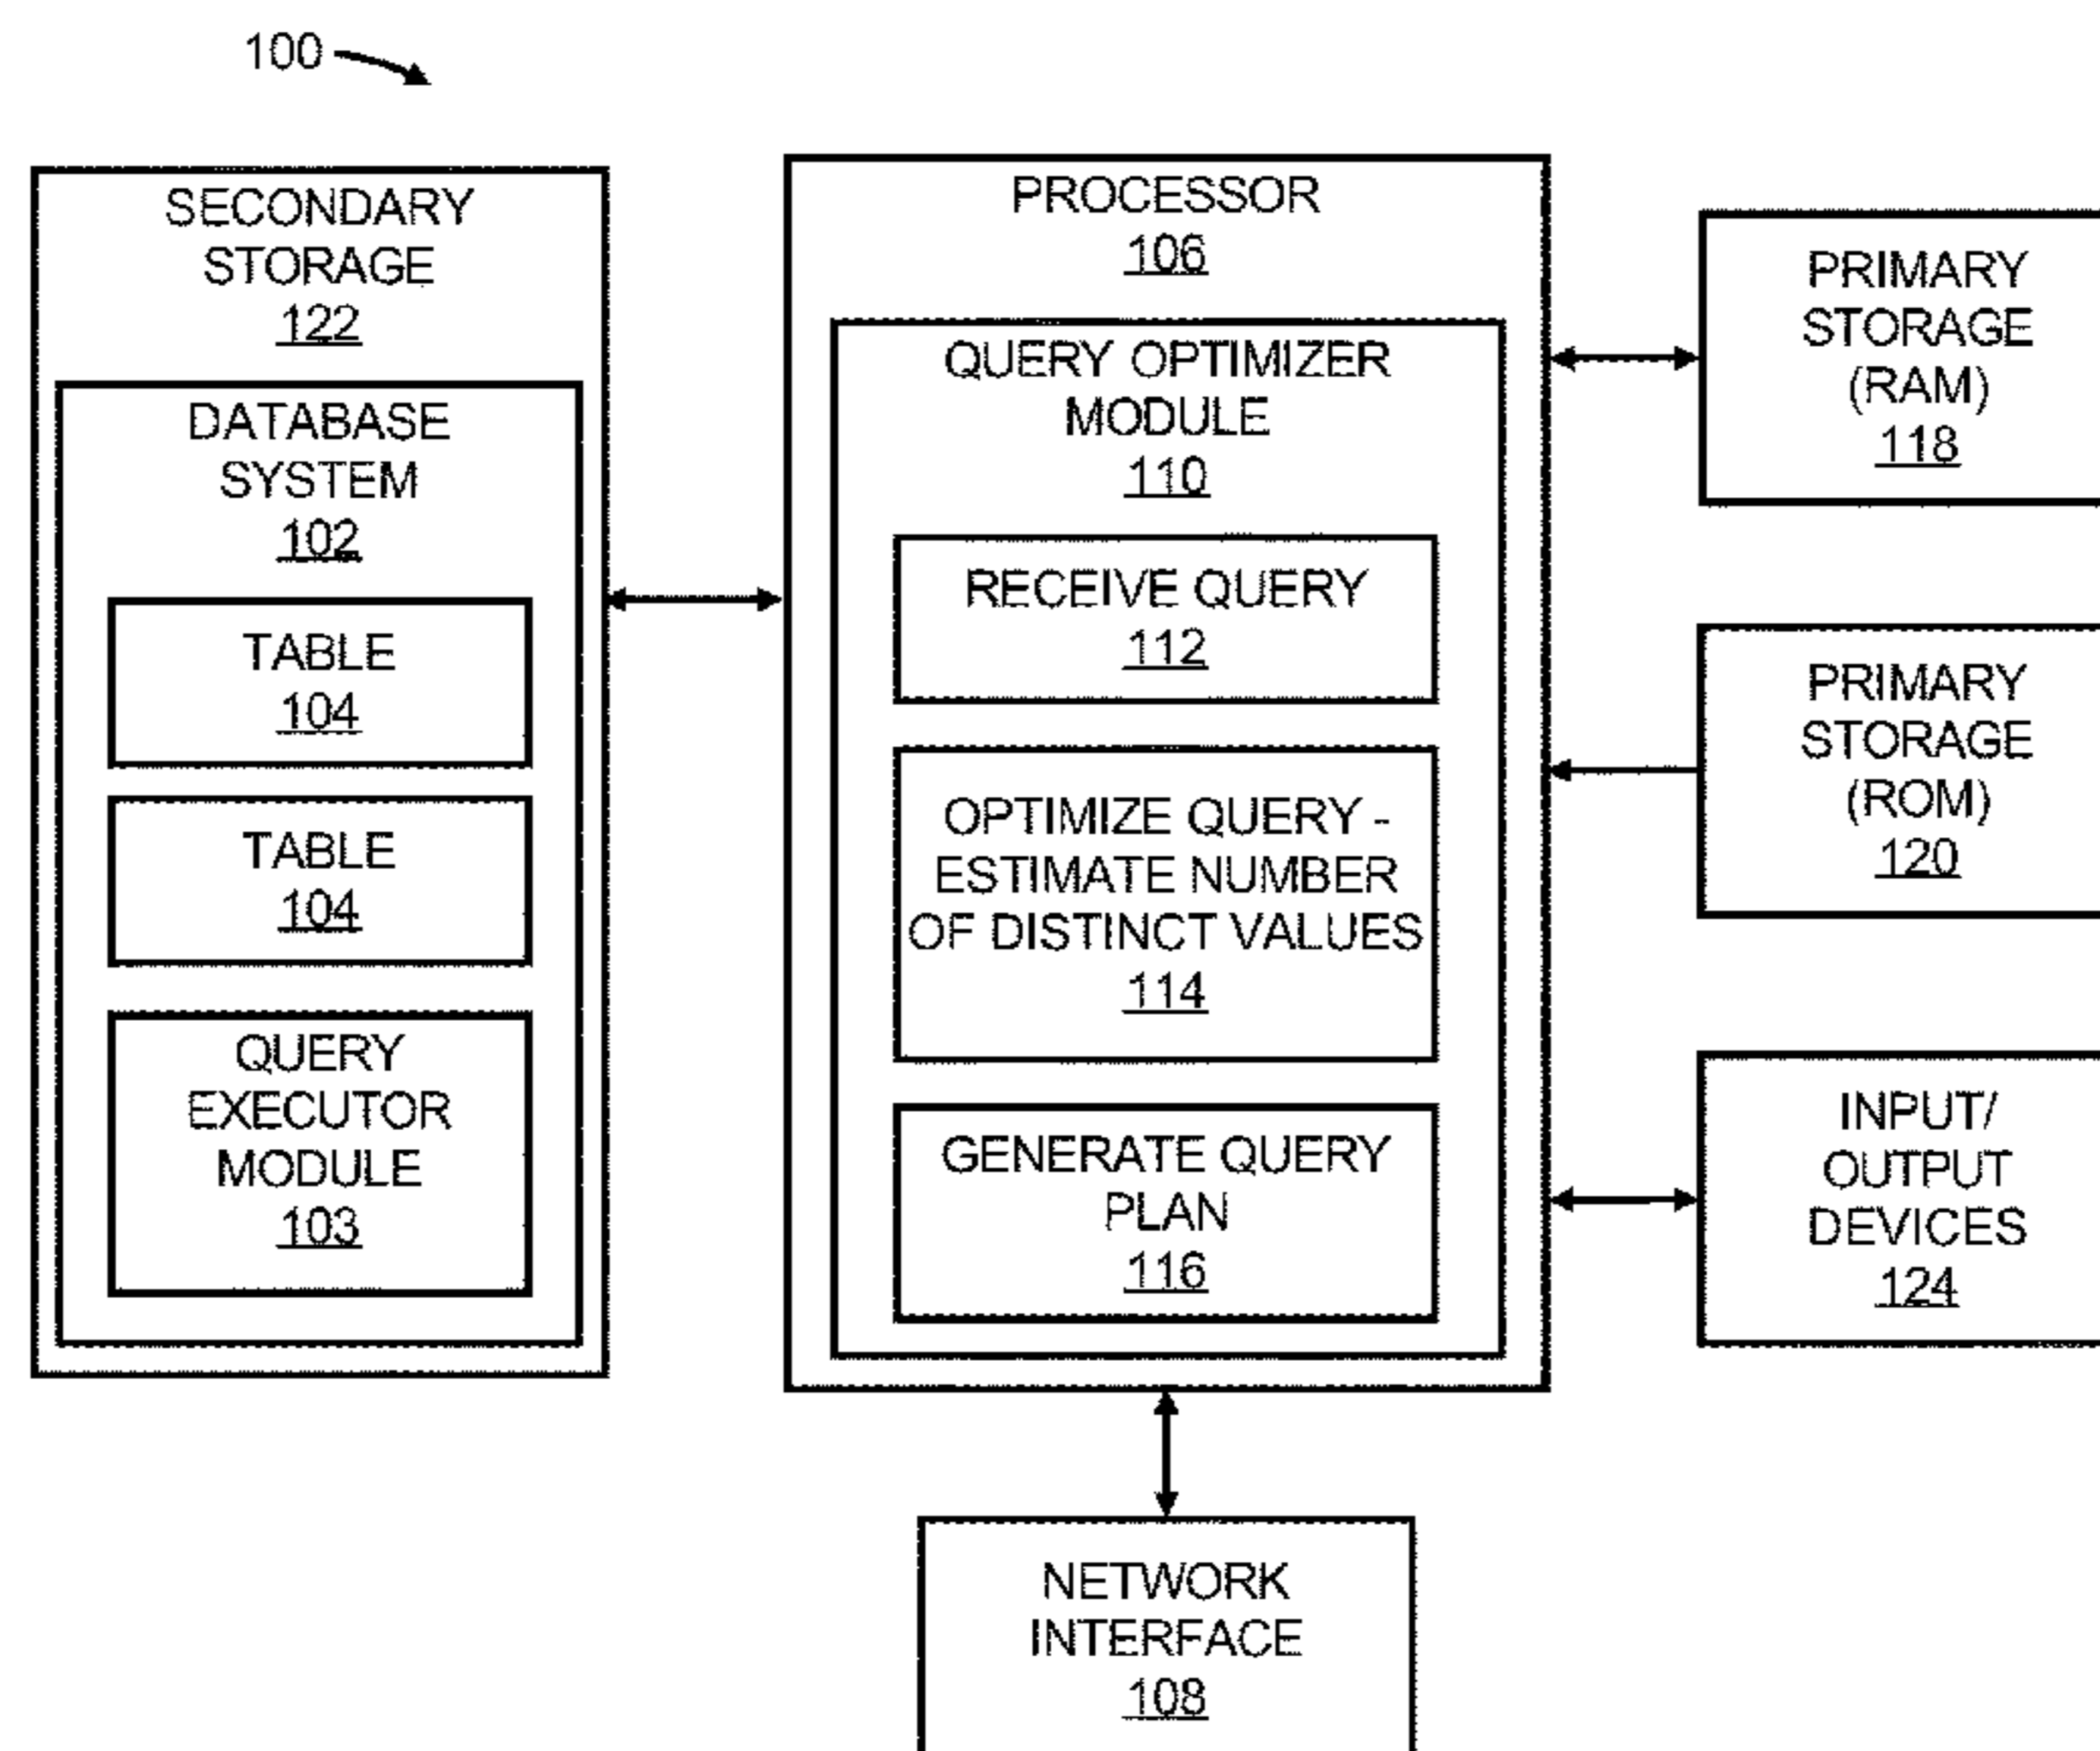 100
SECONDARY
STORAGE
122
DATABASE
SYSTEM
102
TABLE
104
TABLE
104
QUERY
EXECUTOR
MODULE
103
PROCESSOR
106
QUERY OPTIMIZER
MODULE
110
RECEIVE QUERY
112
OPTIMIZE QUERY -
ESTIMATE NUMBER
OF DISTINCT VALUES
114
GENERATE QUERY
PLAN
116
PRIMARY
STORAGE
(RAM)
118
PRIMARY
STORAGE
(ROM)
120
INPUT/
OUTPUT
DEVICES
124
NETWORK
INTERFACE
108